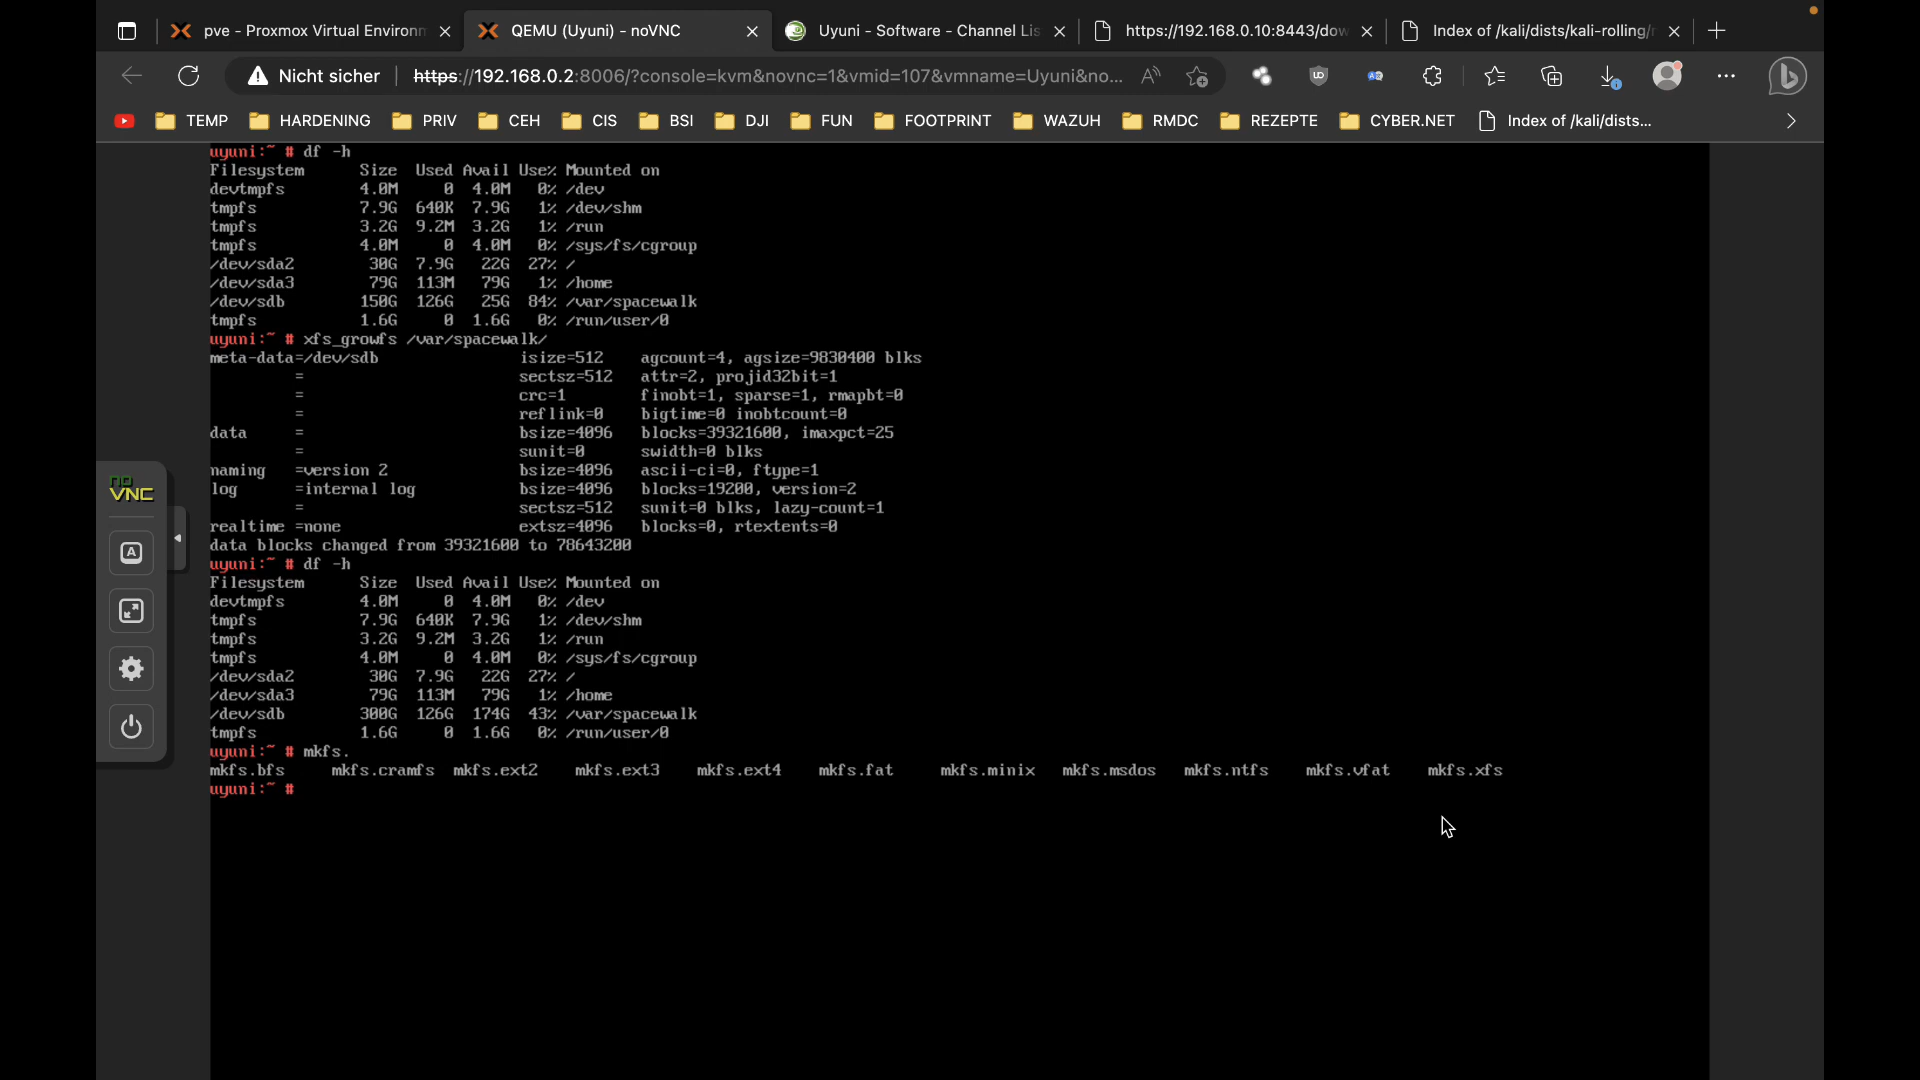 pve - Proxmox Virtual Environm
QEMU (Uyuni) - noVNC
Uyuni - Software - Channel Lis
https://192.168.0.10:8443/dow
Index of /kali/dists/kali-rolling/
Nicht sicher
https://192.168.0.2:8006/?console=kvm&novnc=1&vmid=107&vmname=Uyuni&no...
TEMP
HARDENING
PRIV
CEH
CIS
BSI
DJI
FUN
FOOTPRINT
WAZUH
RMDC
REZEPTE
CYBER.NET
Index of /kali/dists...
uyuni:~ # df -h
Filesystem Size Used Avail Use% Mounted on
devtmpfs 4.0M 0 4.0M 0% /dev
tmpfs 7.9G 640K 7.9G 1% /dev/shm
tmpfs 3.2G 9.2M 3.2G 1% /run
tmpfs 4.0M 0 4.0M 0% /sys/fs/cgroup
/dev/sda2 30G 7.9G 22G 27% /
/dev/sda3 79G 113M 79G 1% /home
/dev/sdb 150G 126G 25G 84% /var/spacewalk
tmpfs 1.6G 0 1.6G 0% /run/user/0
uyuni:~ # xfs_growfs /var/spacewalk/
meta-data=/dev/sdb isize=512 agcount=4, agsize=9830400 blks
= sectsz=512 attr=2, projid32bit=1
= crc=1 finobt=1, sparse=1, rmapbt=0
= reflink=0 bigtime=0 inobtcount=0
data = bsize=4096 blocks=39321600, imaxpct=25
= sunit=0 swidth=0 blks
naming =version 2 bsize=4096 ascii-ci=0, ftype=1
log =internal log bsize=4096 blocks=19200, version=2
= sectsz=512 sunit=0 blks, lazy-count=1
realtime =none extsz=4096 blocks=0, rtextents=0
data blocks changed from 39321600 to 78643200
uyuni:~ # df -h
Filesystem Size Used Avail Use% Mounted on
devtmpfs 4.0M 0 4.0M 0% /dev
tmpfs 7.9G 640K 7.9G 1% /dev/shm
tmpfs 3.2G 9.2M 3.2G 1% /run
tmpfs 4.0M 0 4.0M 0% /sys/fs/cgroup
/dev/sda2 30G 7.9G 22G 27% /
/dev/sda3 79G 113M 79G 1% /home
/dev/sdb 300G 126G 174G 43% /var/spacewalk
tmpfs 1.6G 0 1.6G 0% /run/user/0
uyuni:~ # mkfs.
mkfs.bfs mkfs.cramfs mkfs.ext2 mkfs.ext3 mkfs.ext4 mkfs.fat mkfs.minix mkfs.msdos mkfs.ntfs mkfs.vfat mkfs.xfs
uyuni:~ #
no
VNC
A